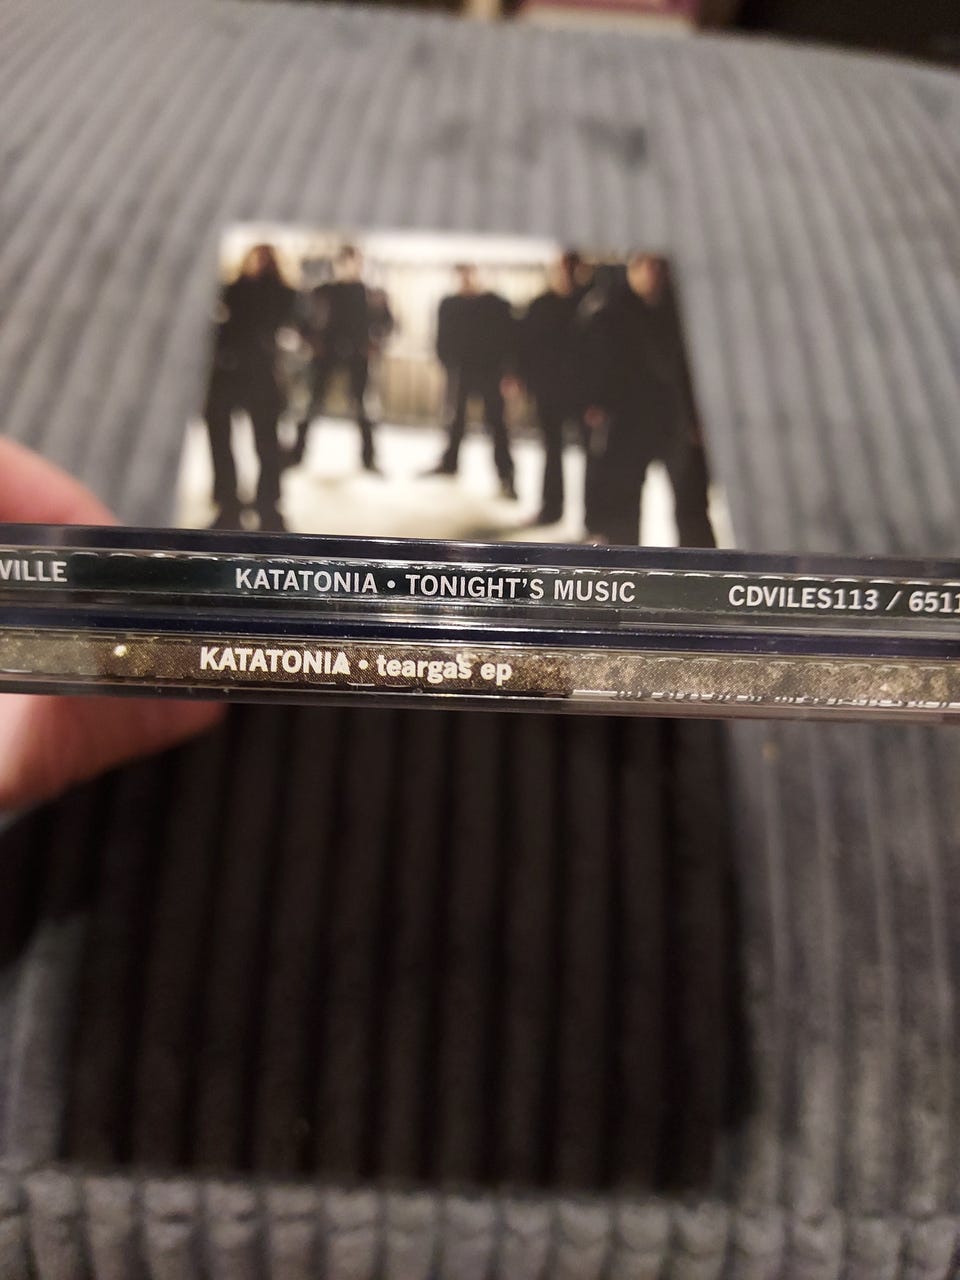 VILLE KATATONIA • TONIGHT'S MUSIC CDVILES113 / 6511
KATATONIA • teargas ep